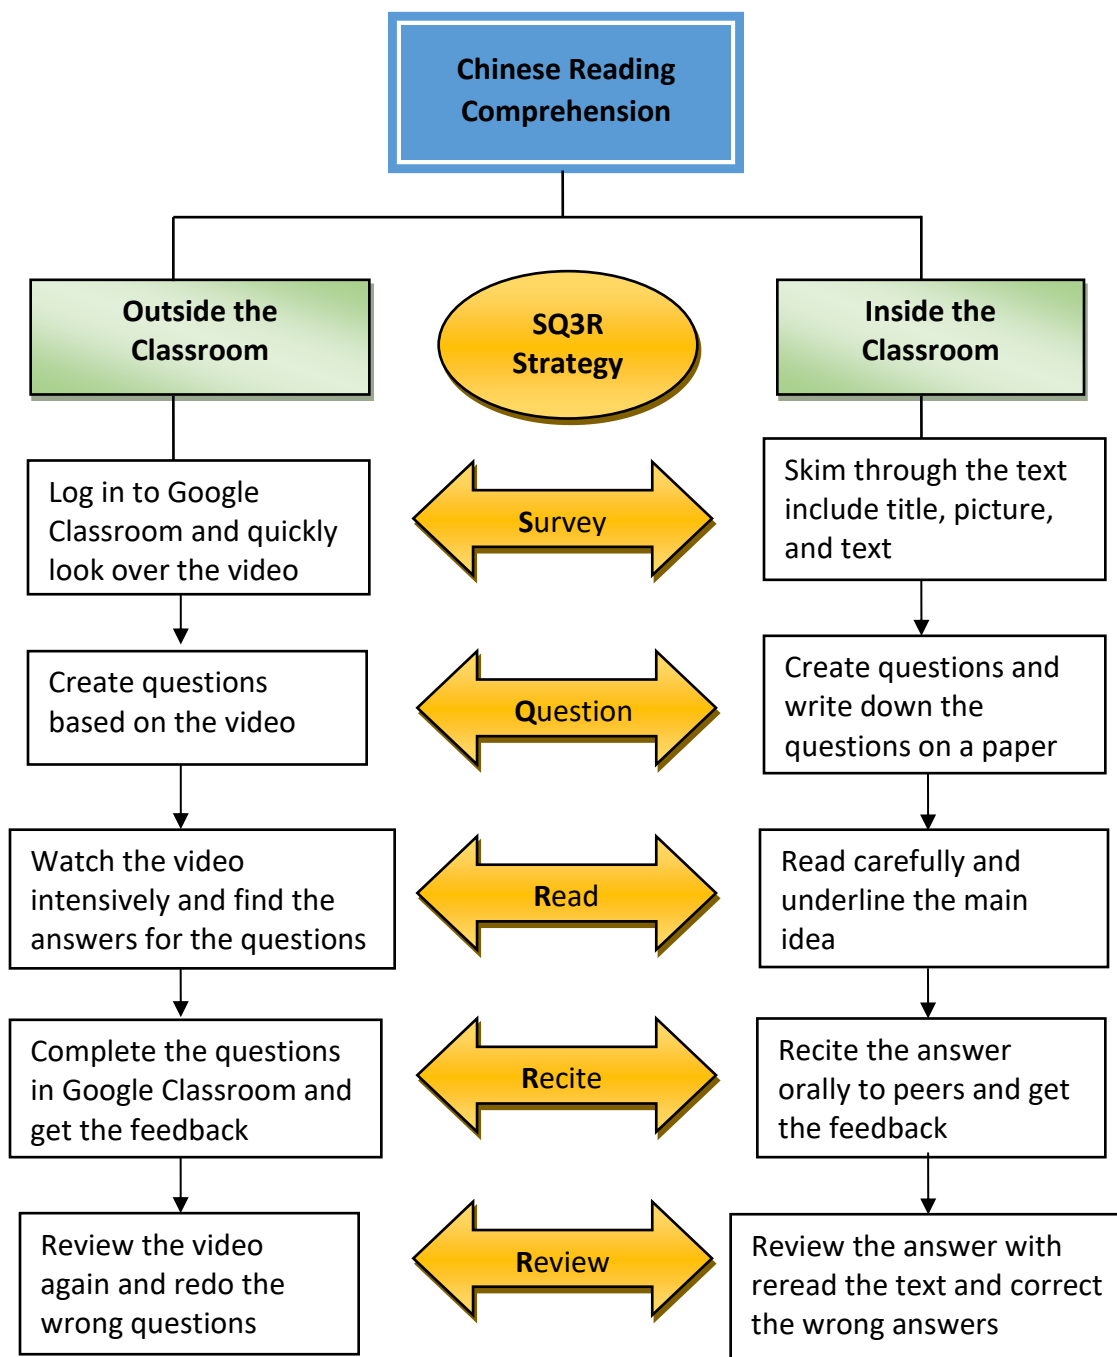 Chinese Reading
Comprehension
Outside the
Classroom
SQ3R
Strategy
Inside the
Classroom
Log in to Google
Classroom and quickly
look over the video
Survey
Skim through the text
include title, picture,
and text
Create questions
based on the video
Question
Create questions and
write down the
questions on a paper
Watch the video
intensively and find the
answers for the questions
Read
Read carefully and
underline the main
idea
Complete the questions
in Google Classroom and
get the feedback
Recite
Recite the answer
orally to peers and get
the feedback
Review the video
again and redo the
wrong questions
Review
Review the answer with
reread the text and correct
the wrong answers